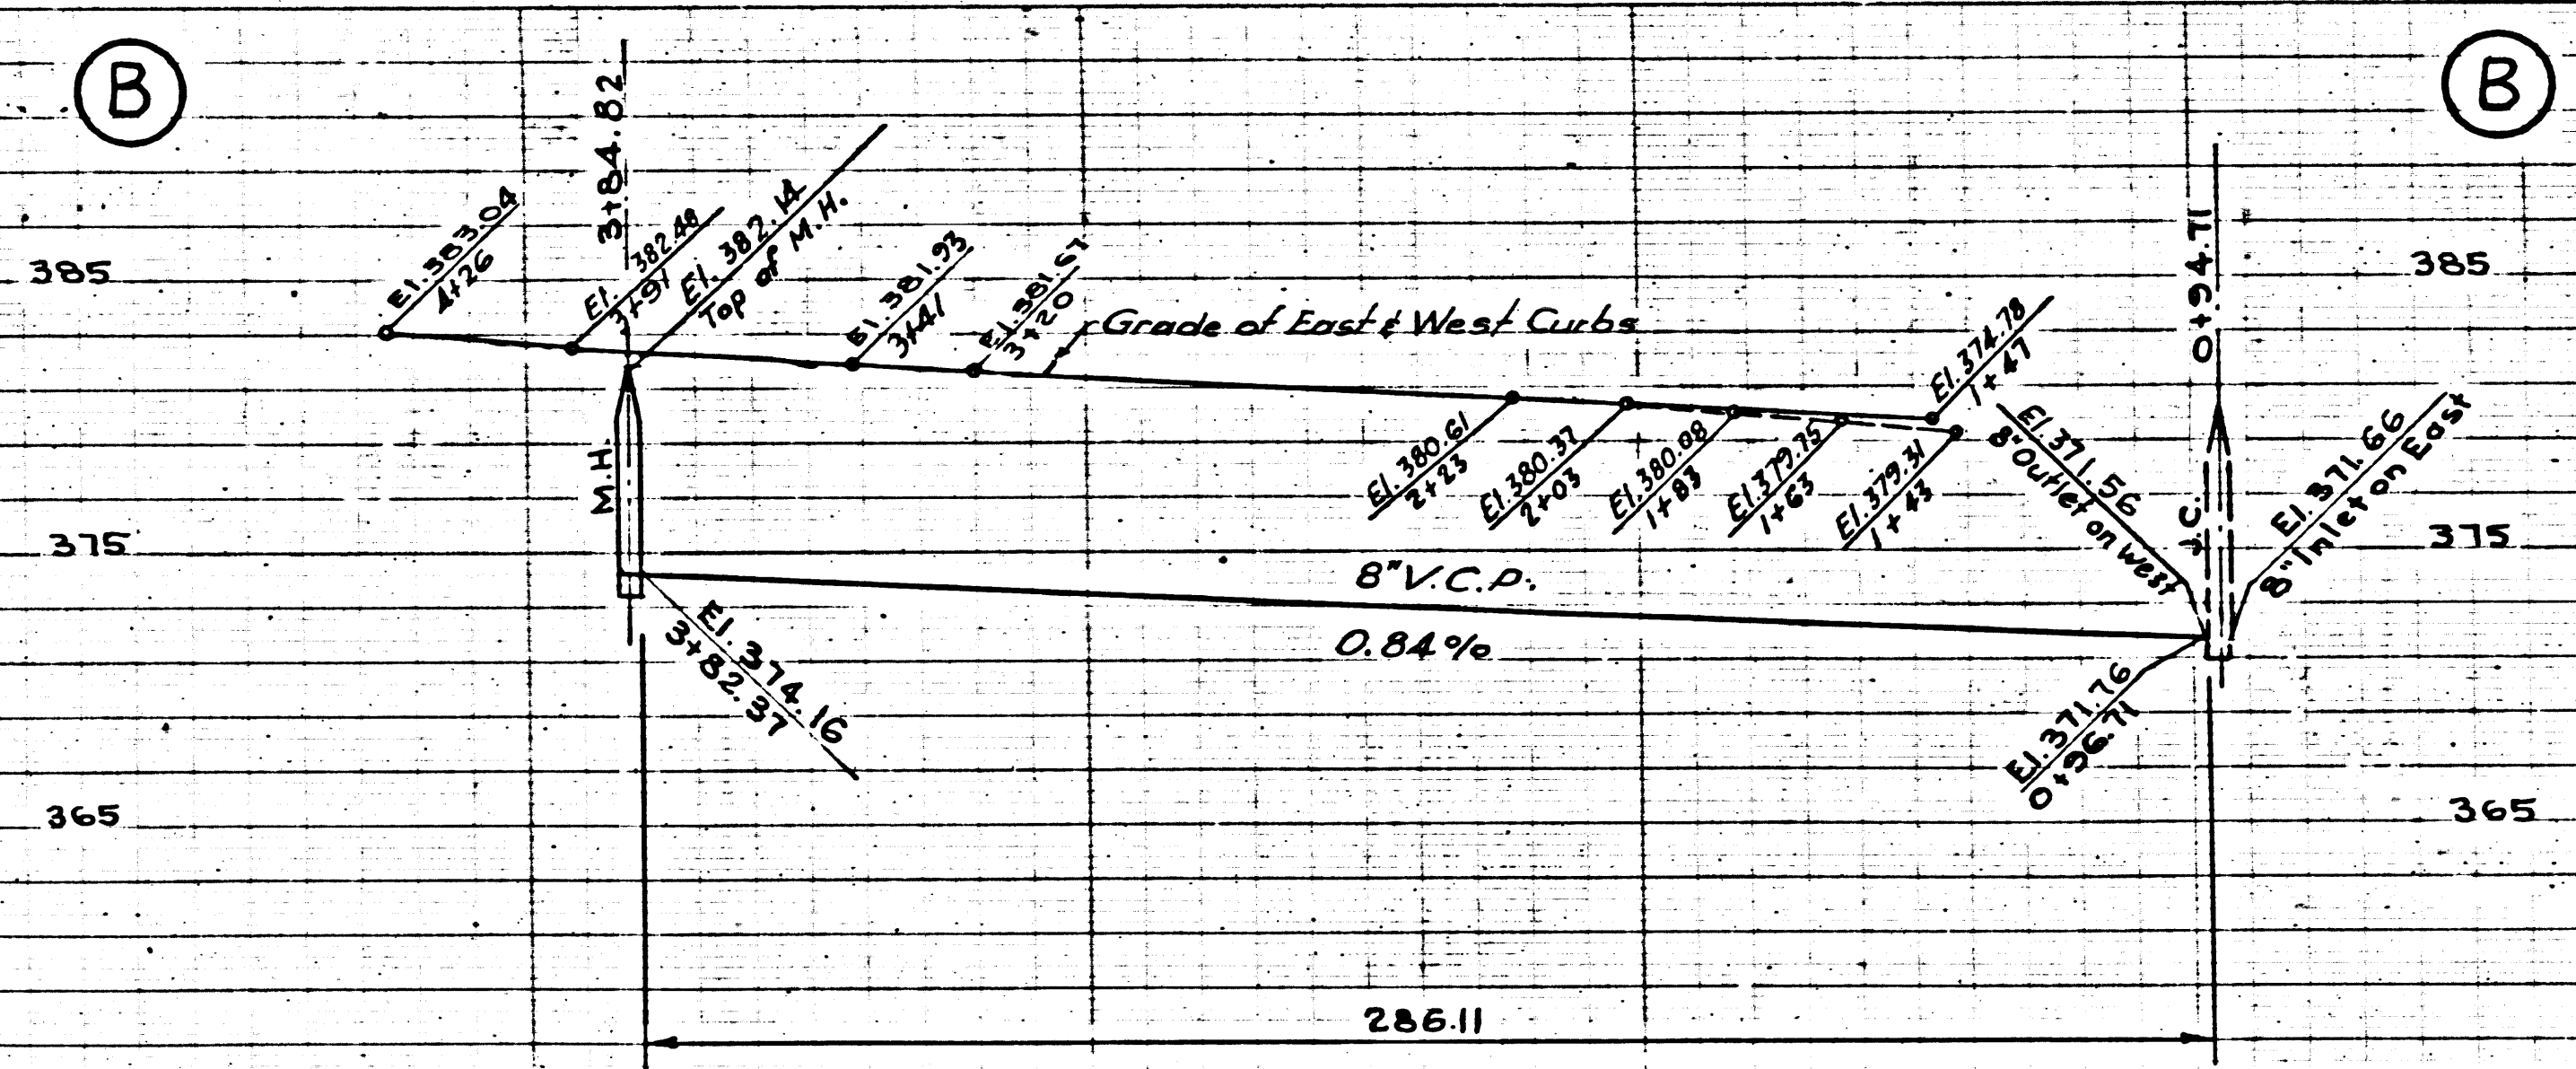 B
B
3+84.82
0+94.71
El. 383.04
4+26
El. 382.48
3+91
El. 382.14
Top of M.H.
El. 381.93
3+41
El. 381.67
3+20
Grade of East & West Curbs
385
385
El. 374.78
1+47
M.H.
El. 380.61
2+23
El. 380.37
2+03
El. 380.08
1+83
El. 379.75
1+63
El. 379.31
1+43
El. 371.56
8" Outlet on West
J.C.
El. 371.66
8" Inlet on East
375
375
8" V.C.P.
0.84%
El. 374.16
3+82.37
El. 371.76
0+96.71
365
365
286.11